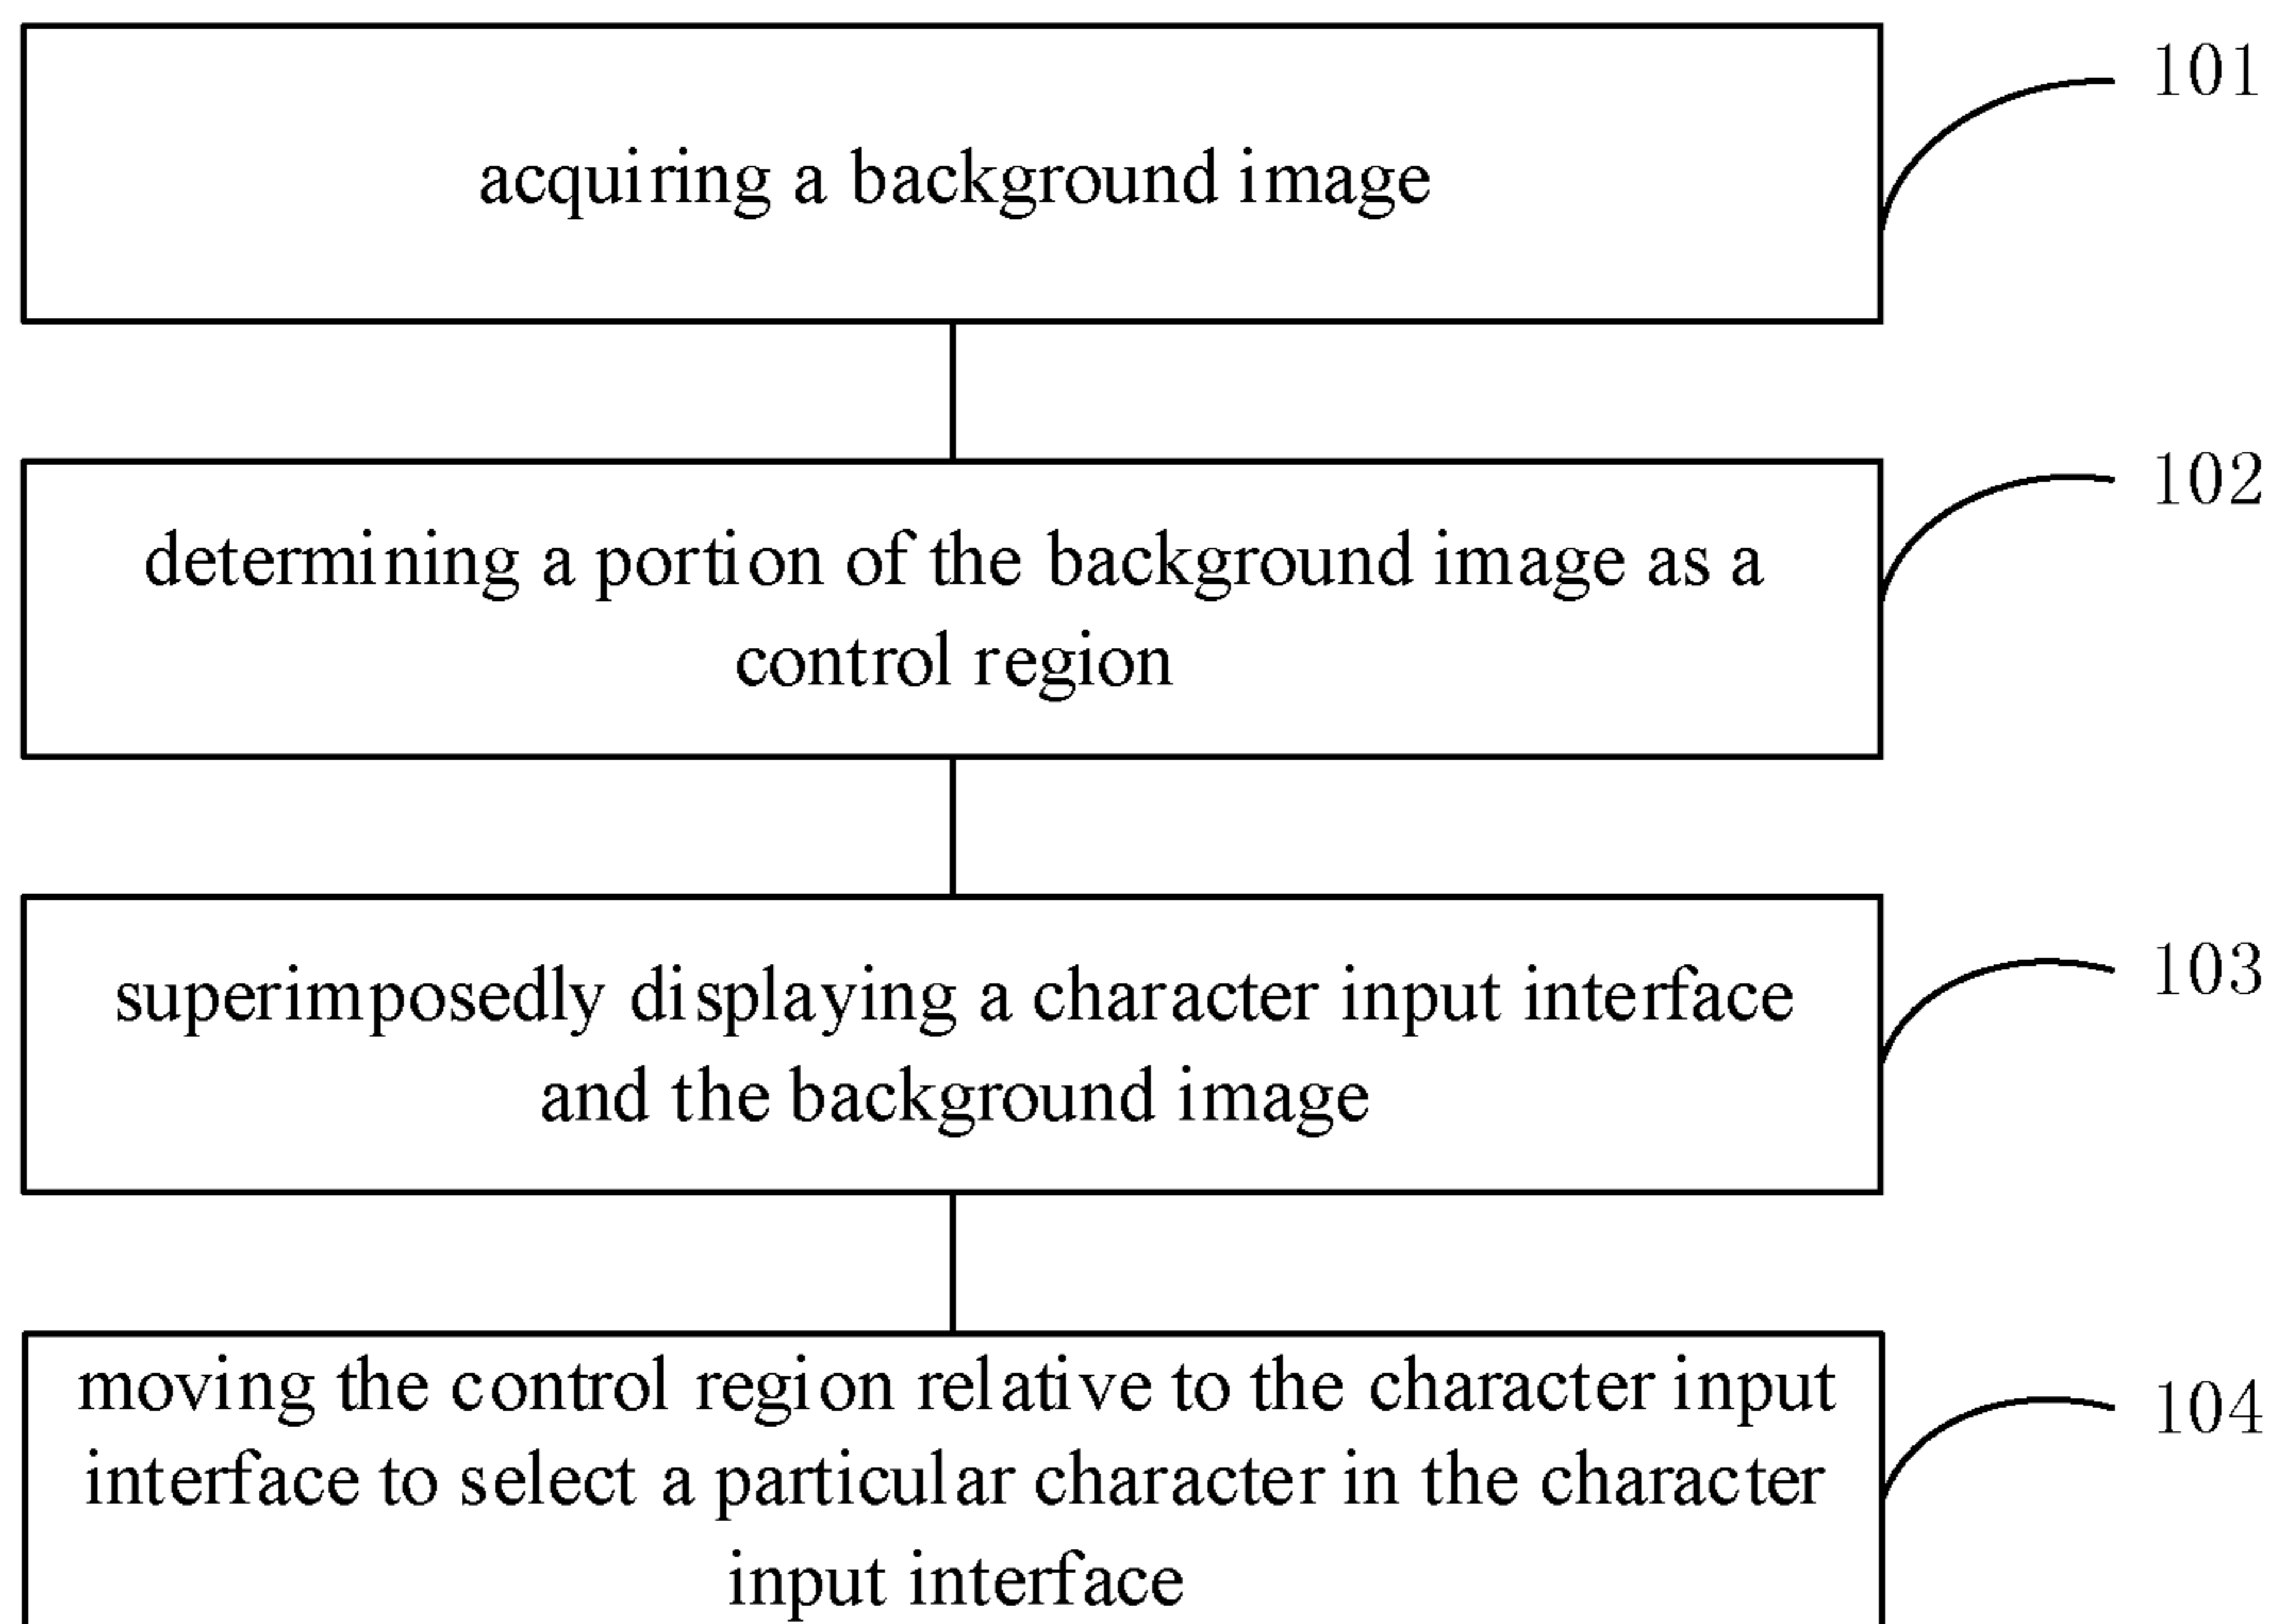 101
acquiring a background image
102
determining a portion of the background image as a
control region
103
superimposedly displaying a character input interface
and the background image
104
moving the control region relative to the character input
interface to select a particular character in the character
input interface